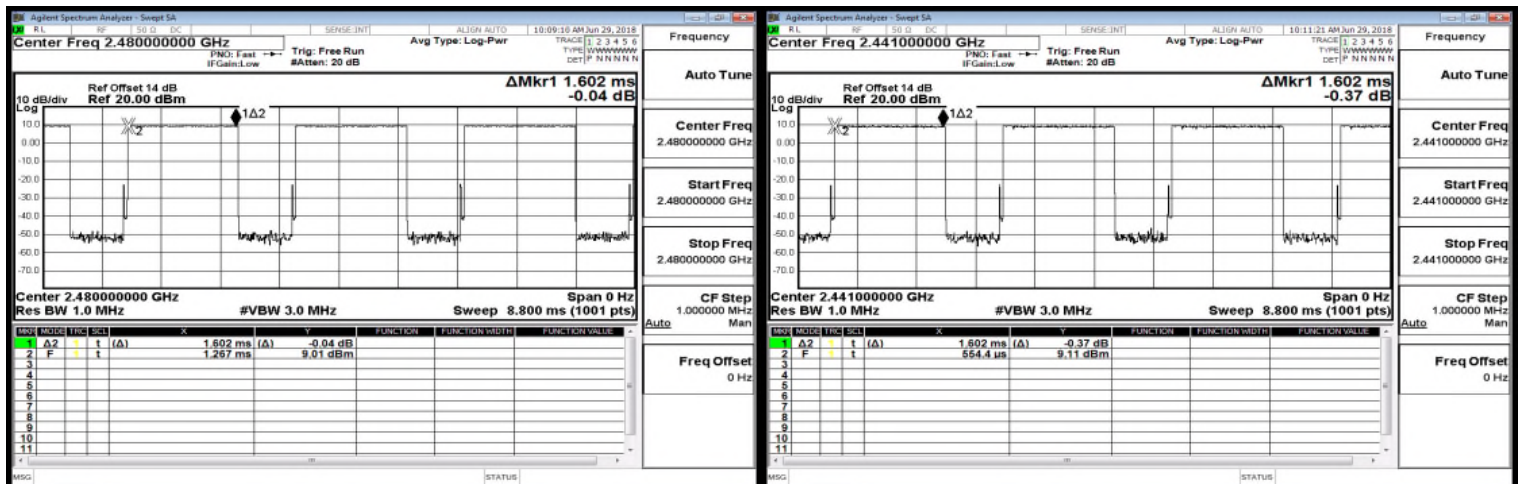 Agilent Spectrum Analyzer - Swept SA
RL RF 50 Ω DC SENSE:INT ALIGN AUTO 10:09:10 AM Jun 29, 2018
Center Freq 2.480000000 GHz
PNO: Fast
IFGain:Low
Trig: Free Run
#Atten: 20 dB
Avg Type: Log-Pwr
TRACE 1 2 3 4 5 6
TYPE WWWWWW
DET P N N N N N
Ref Offset 14 dB
10 dB/div Ref 20.00 dBm
Log
ΔMkr1 1.602 ms
-0.04 dB
1Δ2
X2
10.0
0.00
-10.0
-20.0
-30.0
-40.0
-50.0
-60.0
-70.0
Center 2.480000000 GHz Span 0 Hz
Res BW 1.0 MHz #VBW 3.0 MHz Sweep 8.800 ms (1001 pts)
MKR MODE TRC SCL X Y FUNCTION FUNCTION WIDTH FUNCTION VALUE
1 Δ2 1 t (Δ) 1.602 ms (Δ) -0.04 dB
2 F 1 t 1.267 ms 9.01 dBm
3
4
5
6
7
8
9
10
11
MSG STATUS
Frequency
Auto Tune
Center Freq
2.480000000 GHz
Start Freq
2.480000000 GHz
Stop Freq
2.480000000 GHz
CF Step
1.000000 MHz
Auto Man
Freq Offset
0 Hz
Agilent Spectrum Analyzer - Swept SA
RL RF 50 Ω DC SENSE:INT ALIGN AUTO 10:11:21 AM Jun 29, 2018
Center Freq 2.441000000 GHz
PNO: Fast
IFGain:Low
Trig: Free Run
#Atten: 20 dB
Avg Type: Log-Pwr
TRACE 1 2 3 4 5 6
TYPE WWWWWW
DET P N N N N N
Ref Offset 14 dB
10 dB/div Ref 20.00 dBm
Log
ΔMkr1 1.602 ms
-0.37 dB
1Δ2
X2
10.0
0.00
-10.0
-20.0
-30.0
-40.0
-50.0
-60.0
-70.0
Center 2.441000000 GHz Span 0 Hz
Res BW 1.0 MHz #VBW 3.0 MHz Sweep 8.800 ms (1001 pts)
MKR MODE TRC SCL X Y FUNCTION FUNCTION WIDTH FUNCTION VALUE
1 Δ2 1 t (Δ) 1.602 ms (Δ) -0.37 dB
2 F 1 t 554.4 µs 9.11 dBm
3
4
5
6
7
8
9
10
11
MSG STATUS
Frequency
Auto Tune
Center Freq
2.441000000 GHz
Start Freq
2.441000000 GHz
Stop Freq
2.441000000 GHz
CF Step
1.000000 MHz
Auto Man
Freq Offset
0 Hz